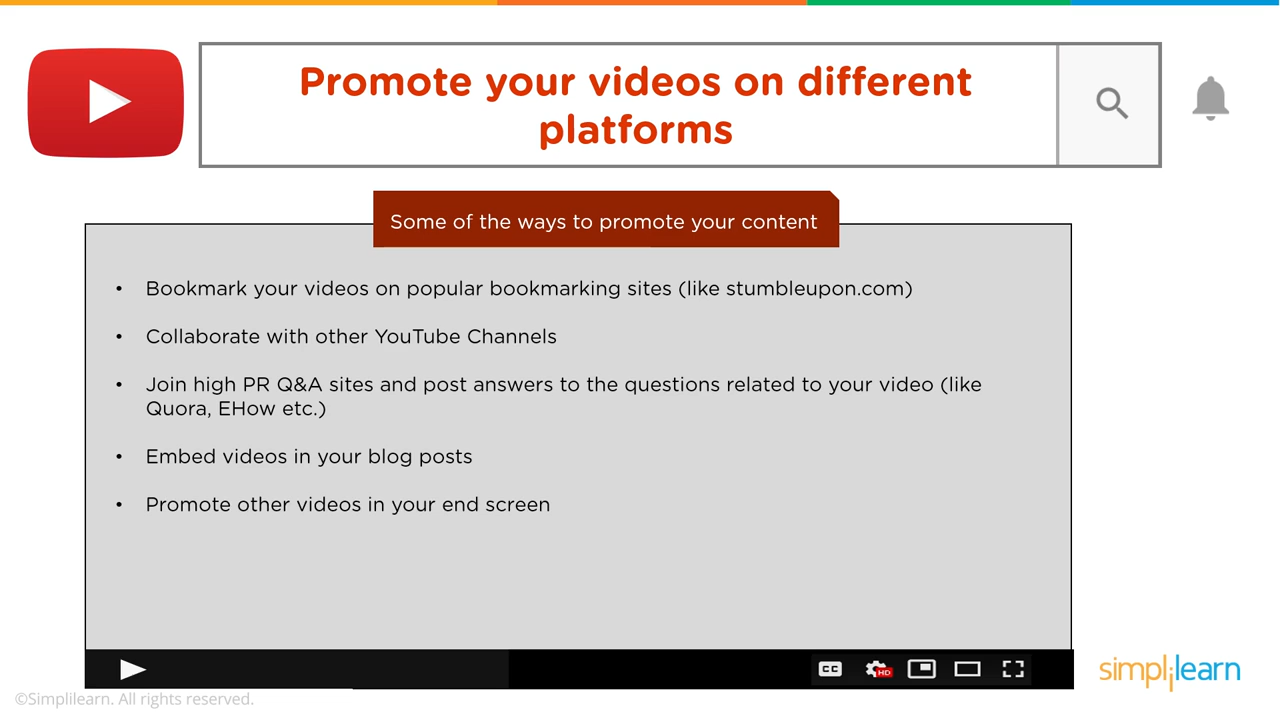 Promote your videos on different
platforms
Some of the ways to promote your content
• Bookmark your videos on popular bookmarking sites (like stumbleupon.com)
• Collaborate with other YouTube Channels
• Join high PR Q&A sites and post answers to the questions related to your video (like
Quora, EHow etc.)
• Embed videos in your blog posts
• Promote other videos in your end screen
CC
HD
simplilearn
©Simplilearn. All rights reserved.